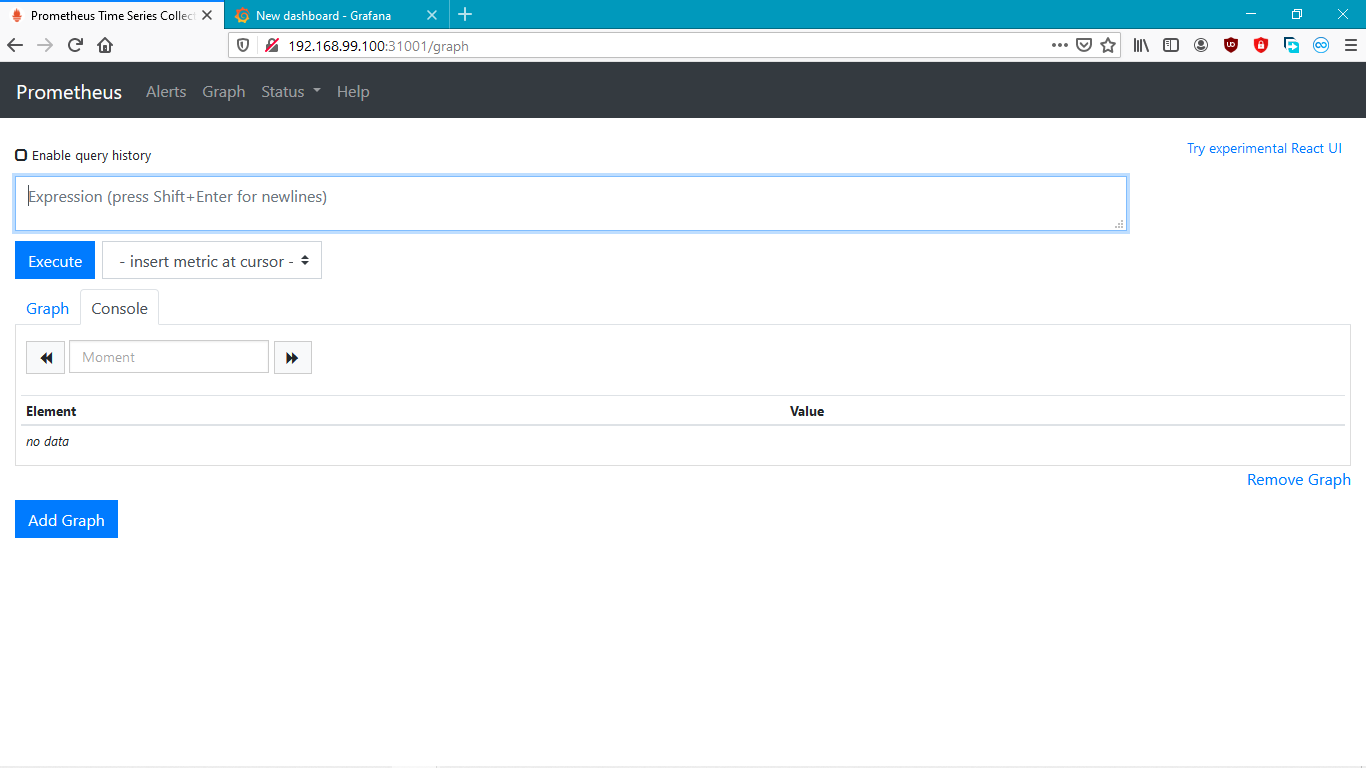 Prometheus Time Series Collect
New dashboard - Grafana
192.168.99.100:31001/graph
Prometheus Alerts Graph Status Help
Enable query history
Try experimental React UI
Expression (press Shift+Enter for newlines)
Execute - insert metric at cursor -
Graph Console
Moment
Element Value
no data
Remove Graph
Add Graph